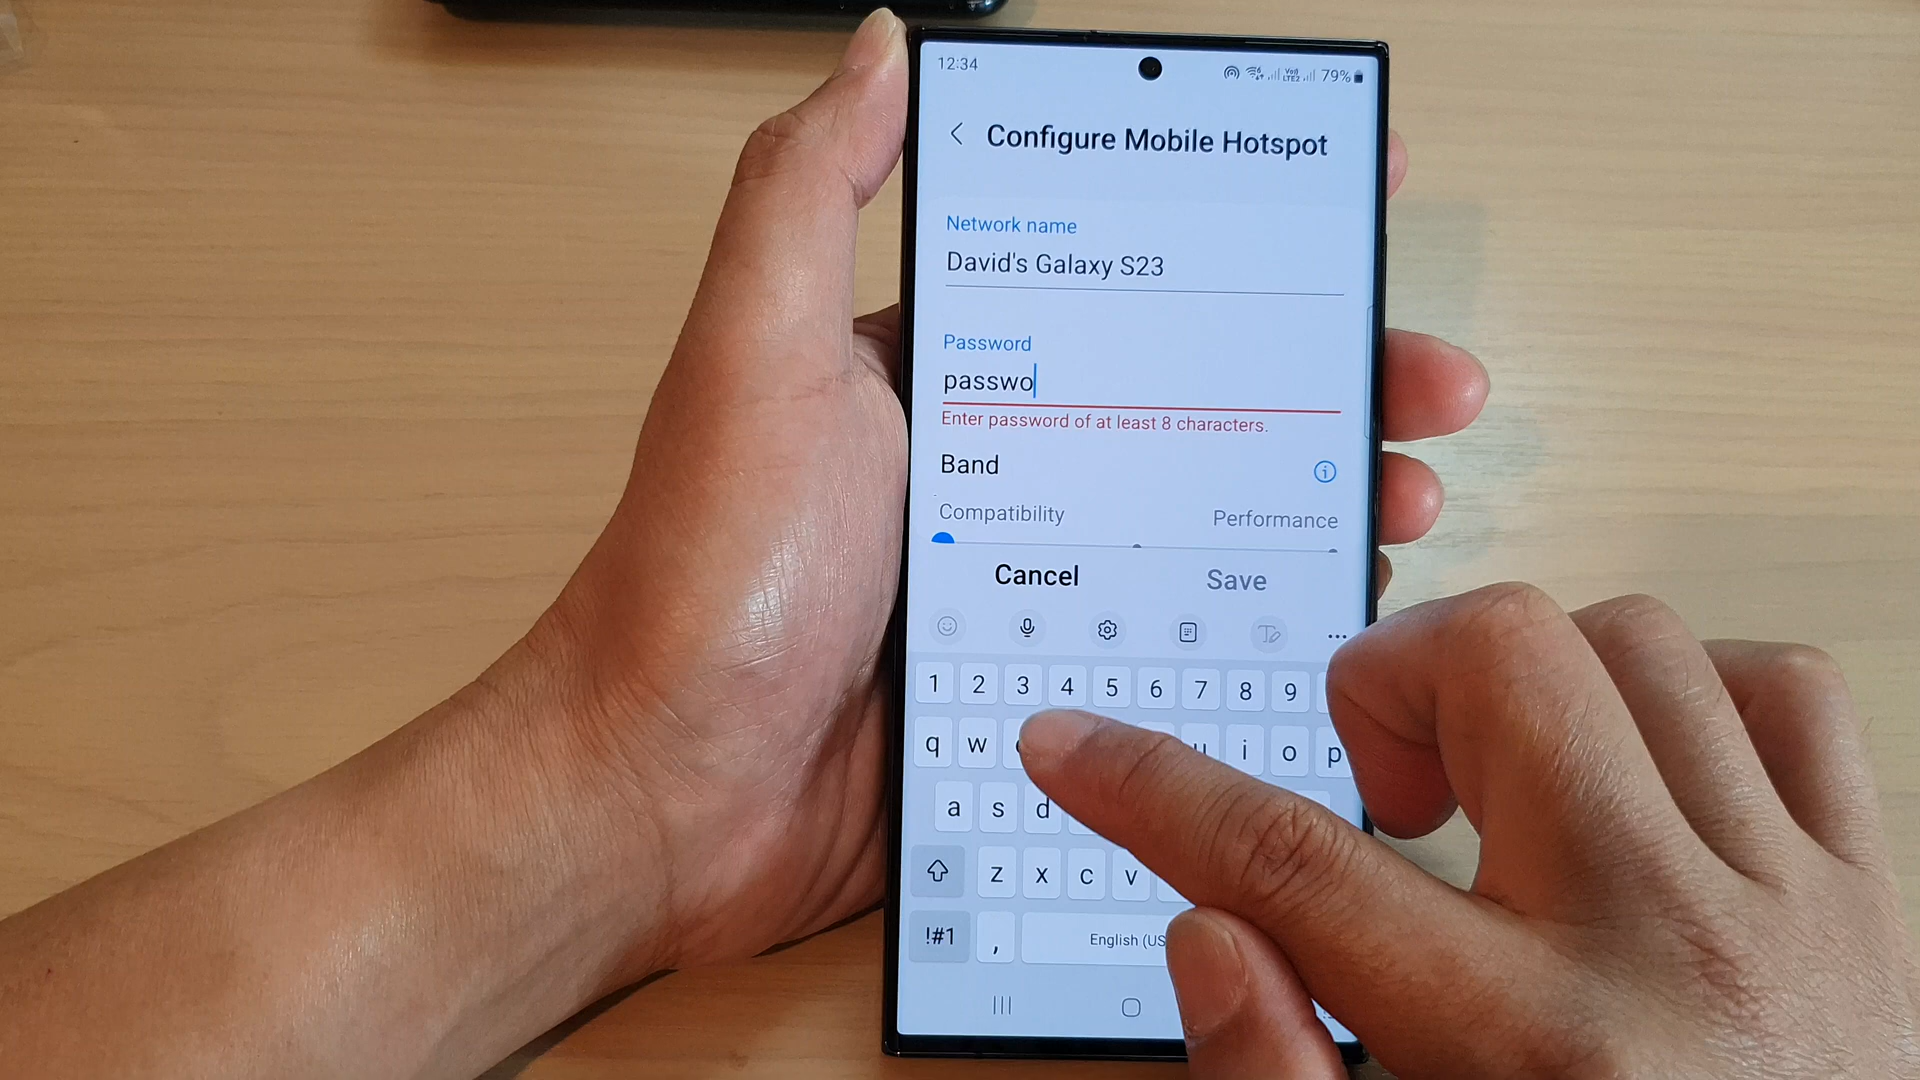 12:34
79%
Configure Mobile Hotspot
Network name
David's Galaxy S23
Password
passwo
Enter password of at least 8 characters.
Band
Compatibility Performance
Cancel Save
1 2 3 4 5 6 7 8 9
q w u i o p
a s d
z x c v
!#1 , English (US